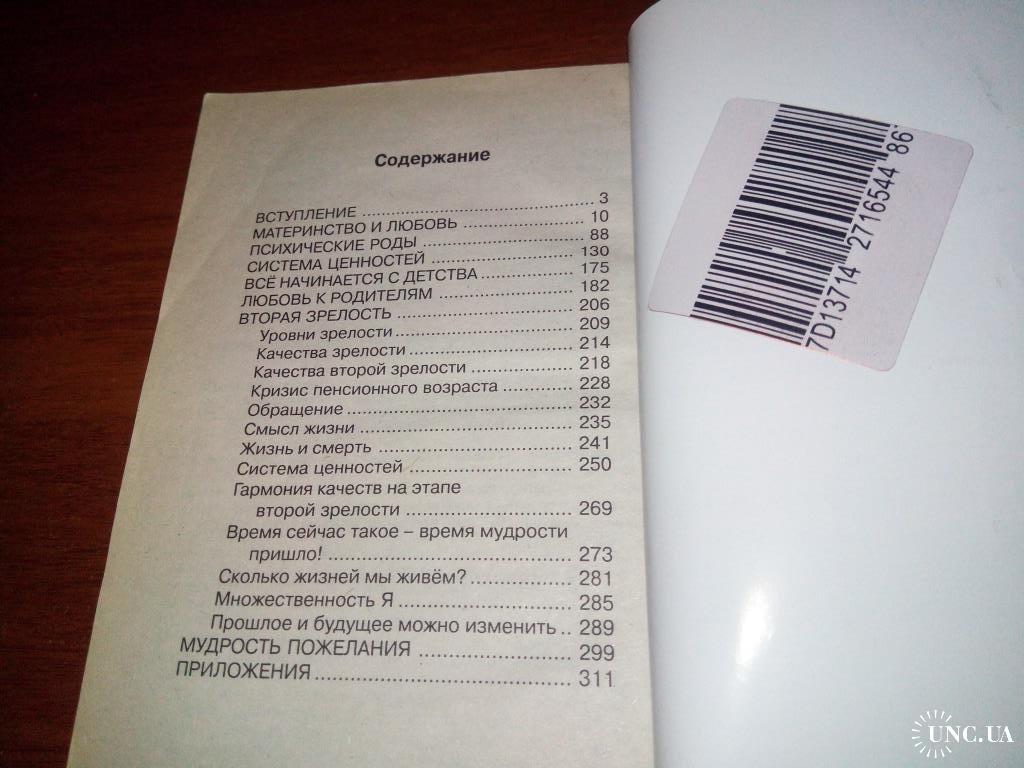 Содержание
ВСТУПЛЕНИЕ ........ 3
МАТЕРИНСТВО И ЛЮБОВЬ ........ 10
ПСИХИЧЕСКИЕ РОДЫ ........ 88
СИСТЕМА ЦЕННОСТЕЙ ........ 130
ВСЁ НАЧИНАЕТСЯ С ДЕТСТВА ........ 175
ЛЮБОВЬ К РОДИТЕЛЯМ ........ 182
ВТОРАЯ ЗРЕЛОСТЬ ........ 206
Уровни зрелости ........ 209
Качества зрелости ........ 214
Качества второй зрелости ........ 218
Кризис пенсионного возраста ........ 228
Обращение ........ 232
Смысл жизни ........ 235
Жизнь и смерть ........ 241
Система ценностей ........ 250
Гармония качеств на этапе
второй зрелости ........ 269
Время сейчас такое – время мудрости
пришло! ........ 273
Сколько жизней мы живём? ........ 281
Множественность Я ........ 285
Прошлое и будущее можно изменить .. 289
МУДРОСТЬ ПОЖЕЛАНИЯ ........ 299
ПРИЛОЖЕНИЯ ........ 311
7D13714 2716544 86
UNC.UA